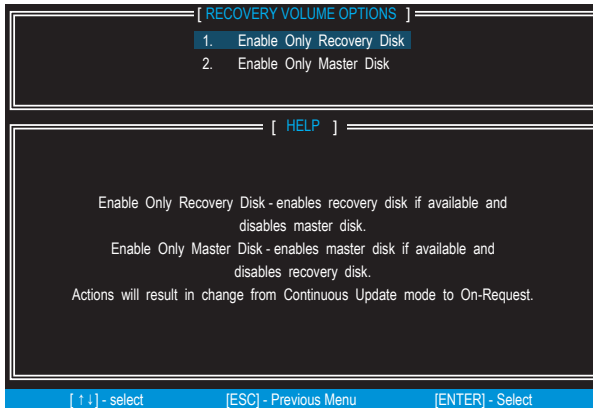 [ RECOVERY VOLUME OPTIONS ]
1. Enable Only Recovery Disk
2. Enable Only Master Disk
[ HELP ]
Enable Only Recovery Disk - enables recovery disk if available and
disables master disk.
Enable Only Master Disk - enables master disk if available and
disables recovery disk.
Actions will result in change from Continuous Update mode to On-Request.
[ ↑↓] - select [ESC] - Previous Menu [ENTER] - Select